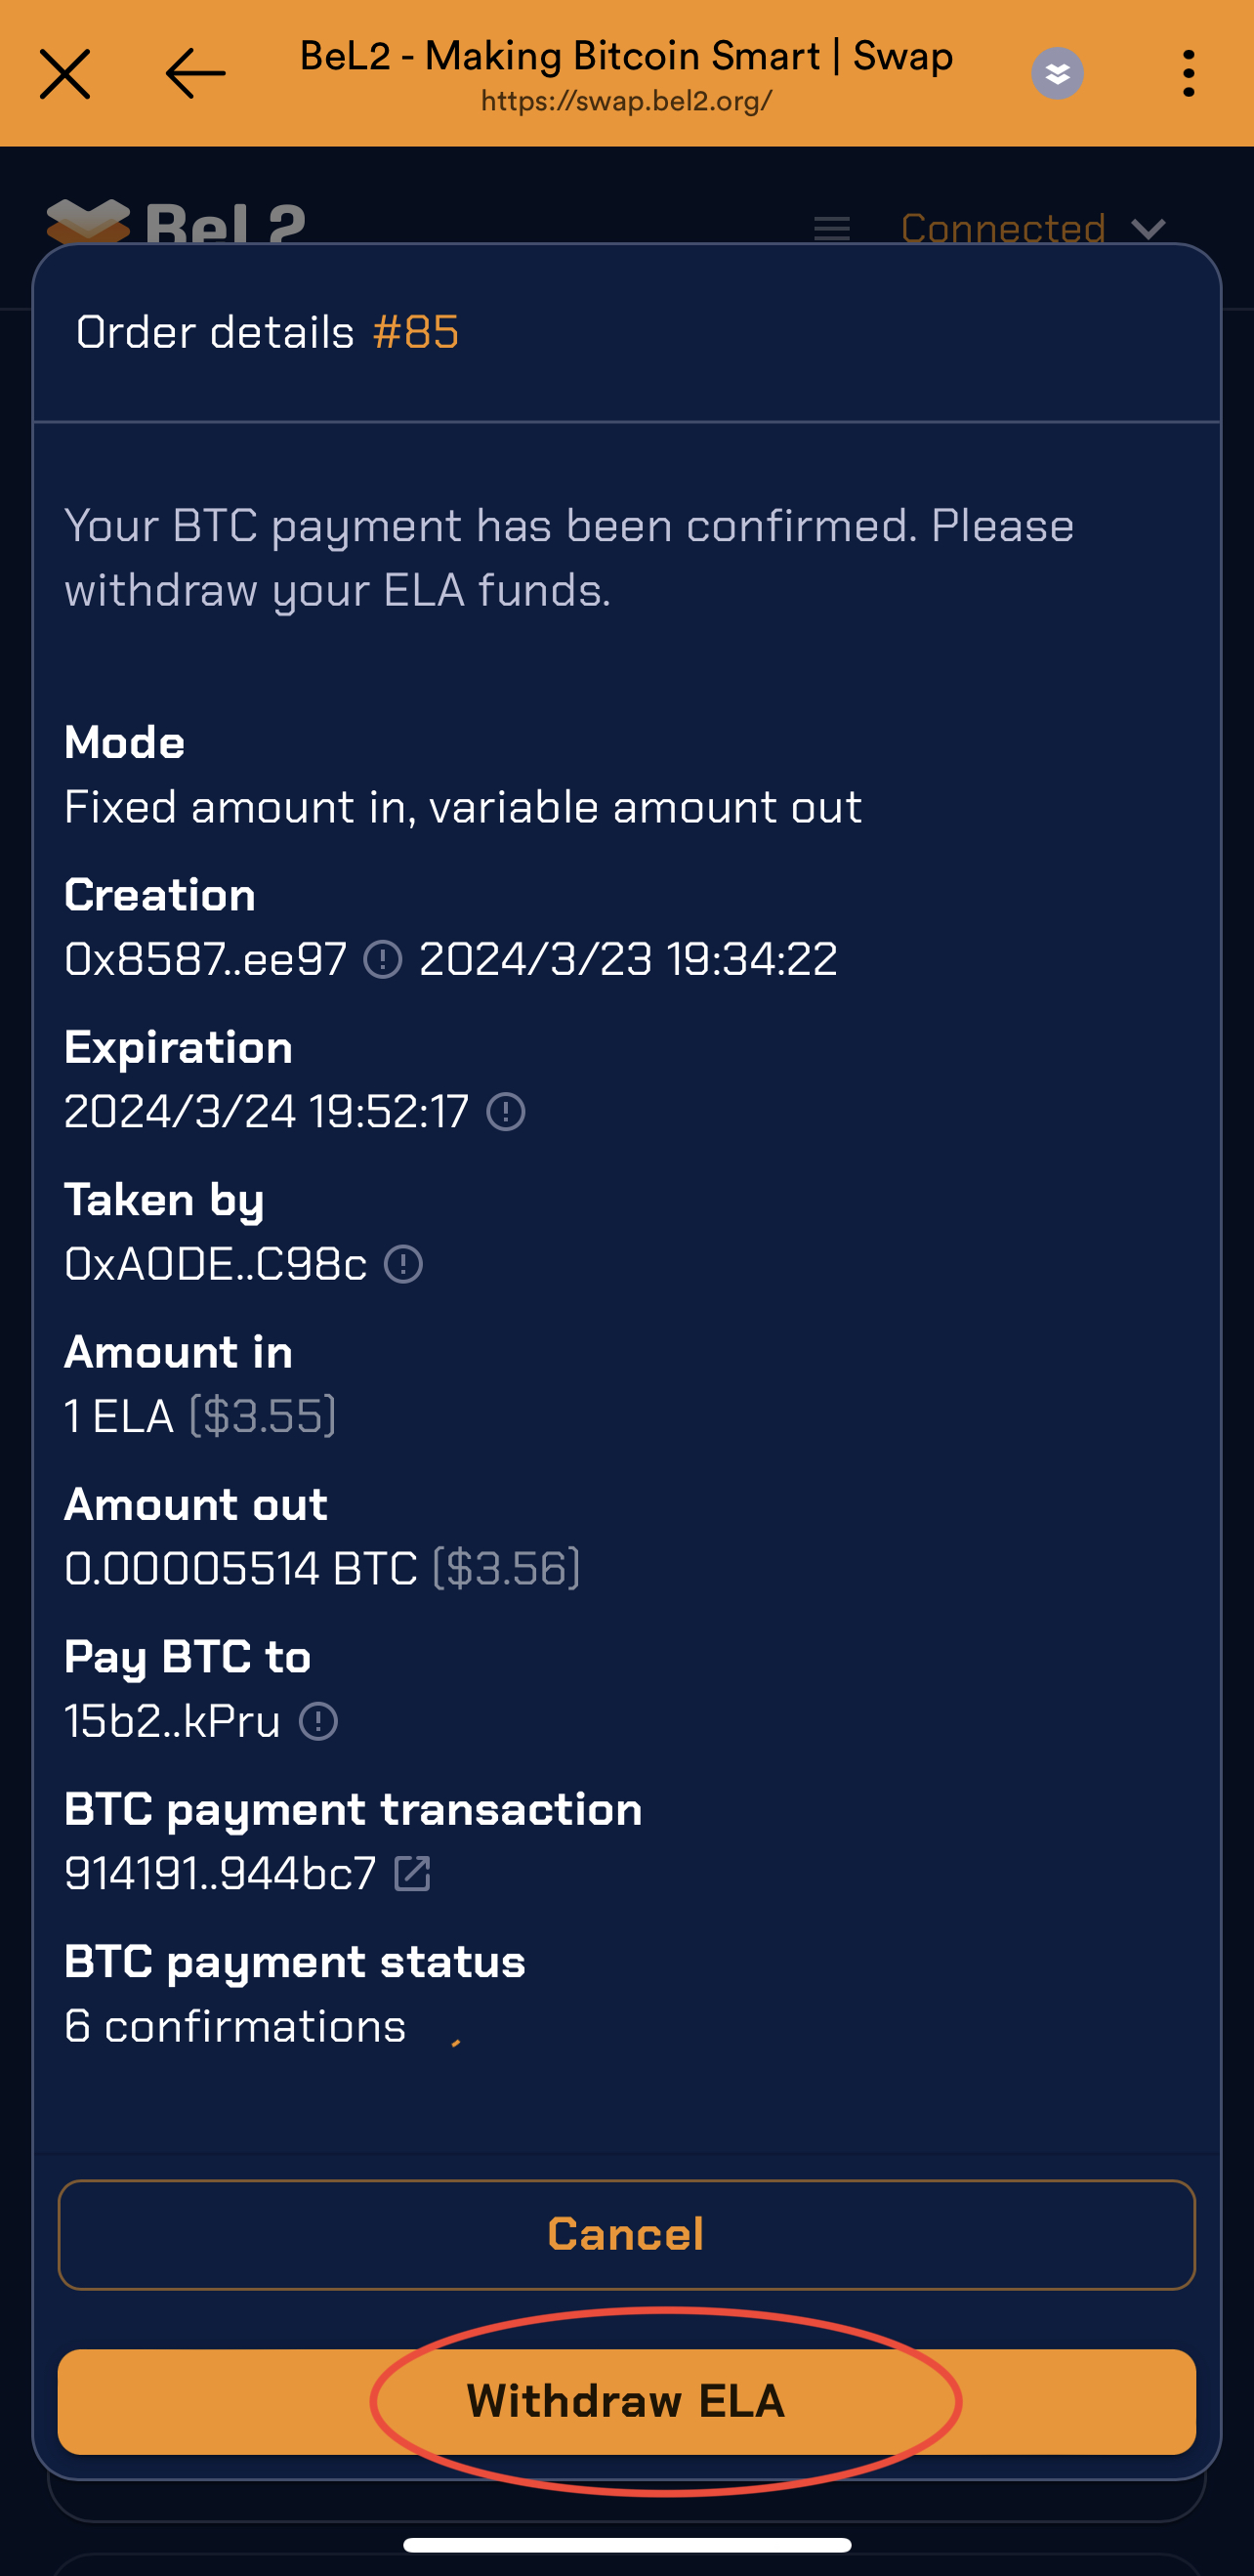 BeL2 - Making Bitcoin Smart | Swap
https://swap.bel2.org/
BeL2
Connected
Order details #85
Your BTC payment has been confirmed. Please
withdraw your ELA funds.
Mode
Fixed amount in, variable amount out
Creation
0x8587..ee97 2024/3/23 19:34:22
Expiration
2024/3/24 19:52:17
Taken by
0xA0DE..C98c
Amount in
1 ELA ($3.55)
Amount out
0.00005514 BTC ($3.56)
Pay BTC to
15b2..kPru
BTC payment transaction
914191..944bc7
BTC payment status
6 confirmations
Cancel
Withdraw ELA